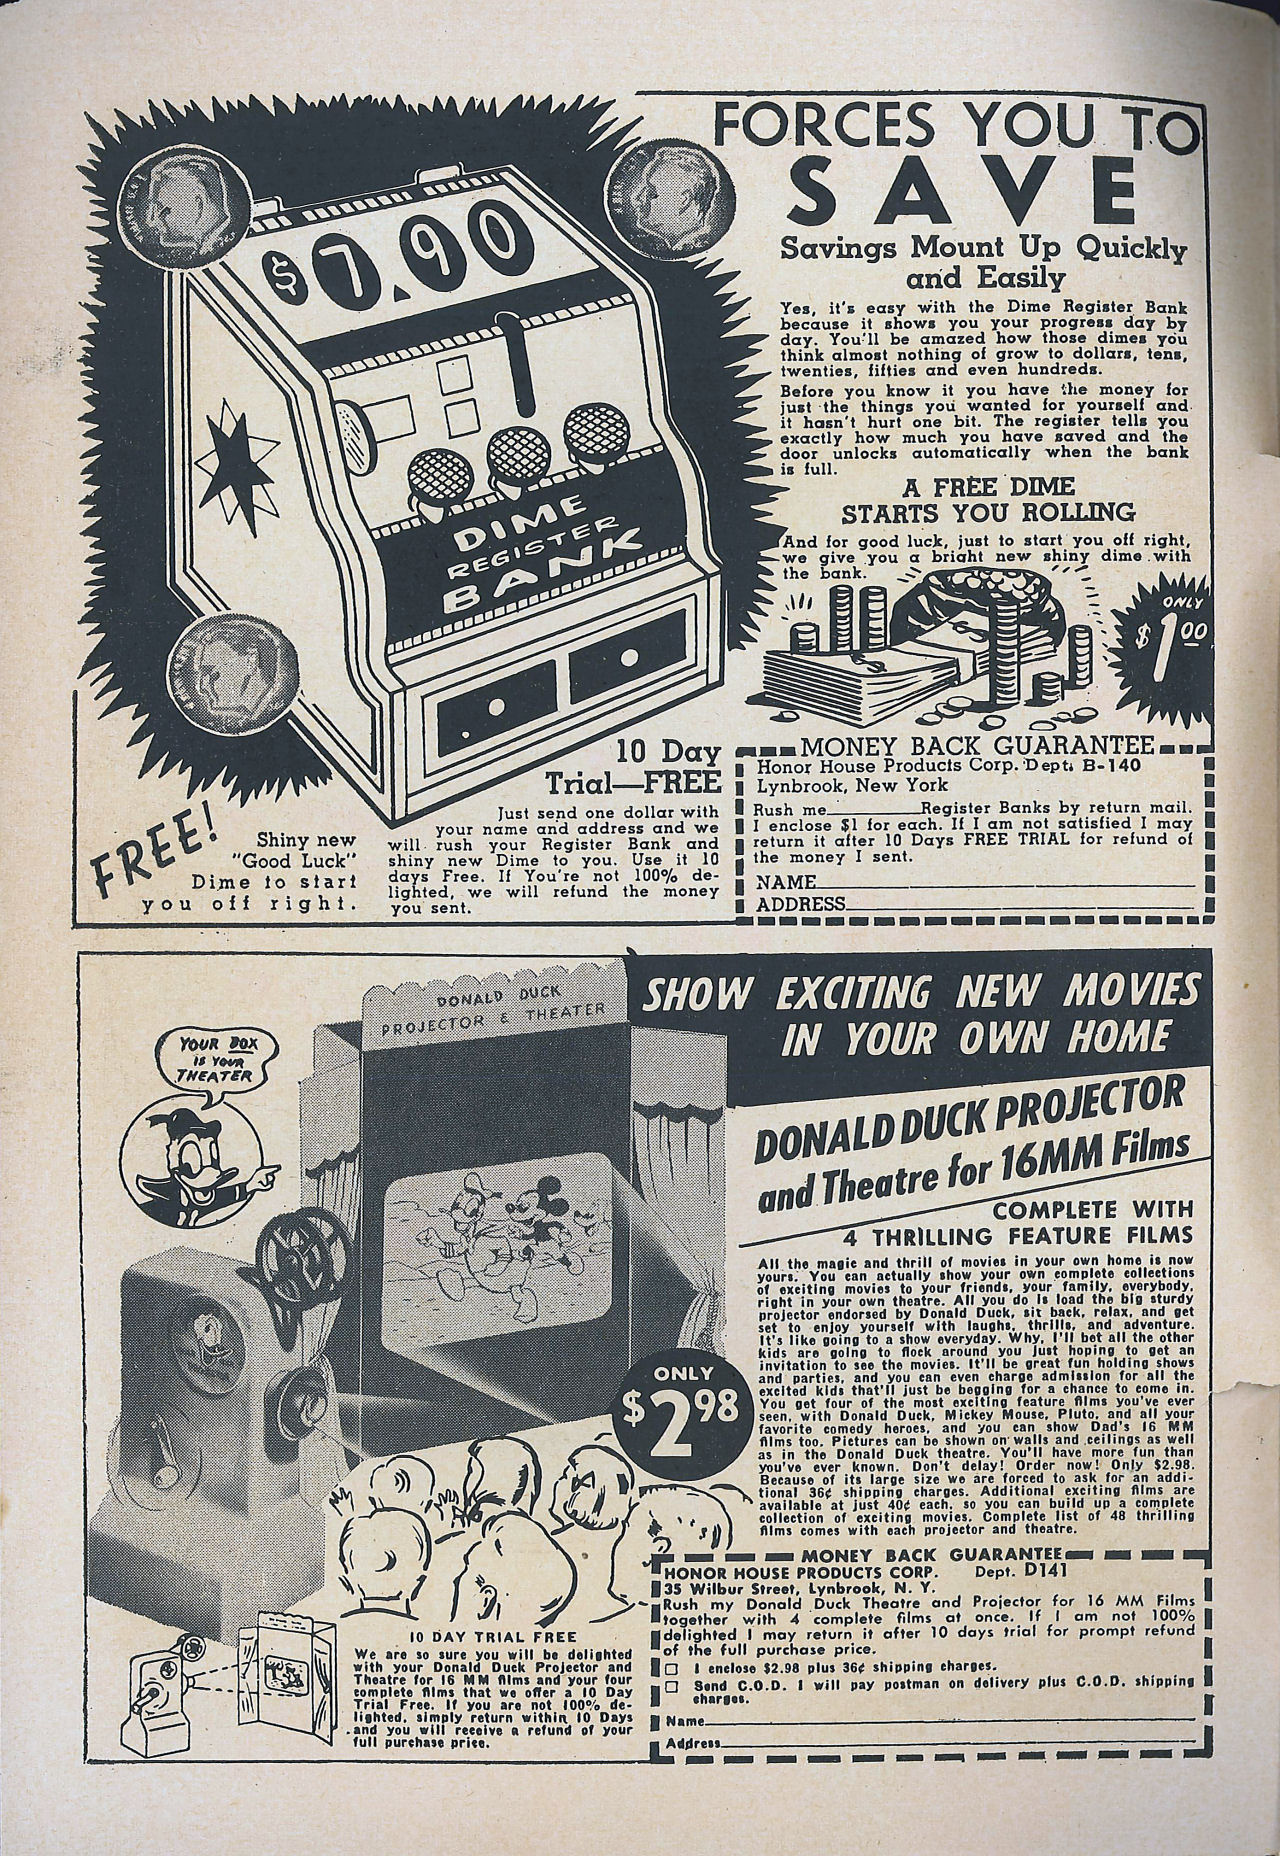 FORCES YOU TO
SAVE
Savings Mount Up Quickly
and Easily
Yes, it's easy with the Dime Register Bank
because it shows you your progress day by
day. You'll be amazed how those dimes you
think almost nothing of grow to dollars, tens,
twenties, fifties and even hundreds.
Before you know it you have the money for
just the things you wanted for yourself and
it hasn't hurt one bit. The register tells you
exactly how much you have saved and the
door unlocks automatically when the bank
is full.
A FREE DIME
STARTS YOU ROLLING
And for good luck, just to start you off right,
we give you a bright new shiny dime with
the bank.
ONLY
$1.00
$7.90
DIME
REGISTER
BANK
FREE!
Shiny new
"Good Luck"
Dime to start
you off right.
10 Day
Trial—FREE
Just send one dollar with
your name and address and we
will rush your Register Bank and
shiny new Dime to you. Use it 10
days Free. If You're not 100% de-
lighted, we will refund the money
you sent.
MONEY BACK GUARANTEE
Honor House Products Corp. Dept. B-140
Lynbrook, New York
Rush me________Register Banks by return mail.
I enclose $1 for each. If I am not satisfied I may
return it after 10 Days FREE TRIAL for refund of
the money I sent.
NAME
ADDRESS
SHOW EXCITING NEW MOVIES
IN YOUR OWN HOME
DONALD DUCK PROJECTOR
and Theatre for 16MM Films
COMPLETE WITH
4 THRILLING FEATURE FILMS
All the magic and thrill of movies in your own home is now
yours. You can actually show your own complete collections
of exciting movies to your friends, your family, everybody,
right in your own theatre. All you do is load the big sturdy
projector endorsed by Donald Duck, sit back, relax, and get
set to enjoy yourself with laughs, thrills, and adventure.
It's like going to a show everyday. Why, I'll bet all the other
kids are going to flock around you just hoping to get an
invitation to see the movies. It'll be great fun holding shows
and parties, and you can even charge admission for all the
excited kids that'll just be begging for a chance to come in.
You get four of the most exciting feature films you've ever
seen, with Donald Duck, Mickey Mouse, Pluto, and all your
favorite comedy heroes, and you can show Dad's 16 MM
films too. Pictures can be shown on walls and ceilings as well
as in the Donald Duck theatre. You'll have more fun than
you've ever known. Don't delay! Order now! Only $2.98.
Because of its large size we are forced to ask for an addi-
tional 36¢ shipping charges. Additional exciting films are
available at just 40¢ each, so you can build up a complete
collection of exciting movies. Complete list of 48 thrilling
films comes with each projector and theatre.
DONALD DUCK
PROJECTOR & THEATER
YOUR BOX
IS YOUR
THEATER
ONLY
$2.98
10 DAY TRIAL FREE
We are so sure you will be delighted
with your Donald Duck Projector and
Theatre for 16 MM films and your four
complete films that we offer a 10 Day
Trial Free. If you are not 100% de-
lighted, simply return within 10 Days
and you will receive a refund of your
full purchase price.
MONEY BACK GUARANTEE
HONOR HOUSE PRODUCTS CORP. Dept. D141
35 Wilbur Street, Lynbrook, N. Y.
Rush my Donald Duck Theatre and Projector for 16 MM Films
together with 4 complete films at once. If I am not 100%
delighted I may return it after 10 days trial for prompt refund
of the full purchase price.
☐ I enclose $2.98 plus 36¢ shipping charges.
☐ Send C.O.D. I will pay postman on delivery plus C.O.D. shipping
charges.
Name
Address